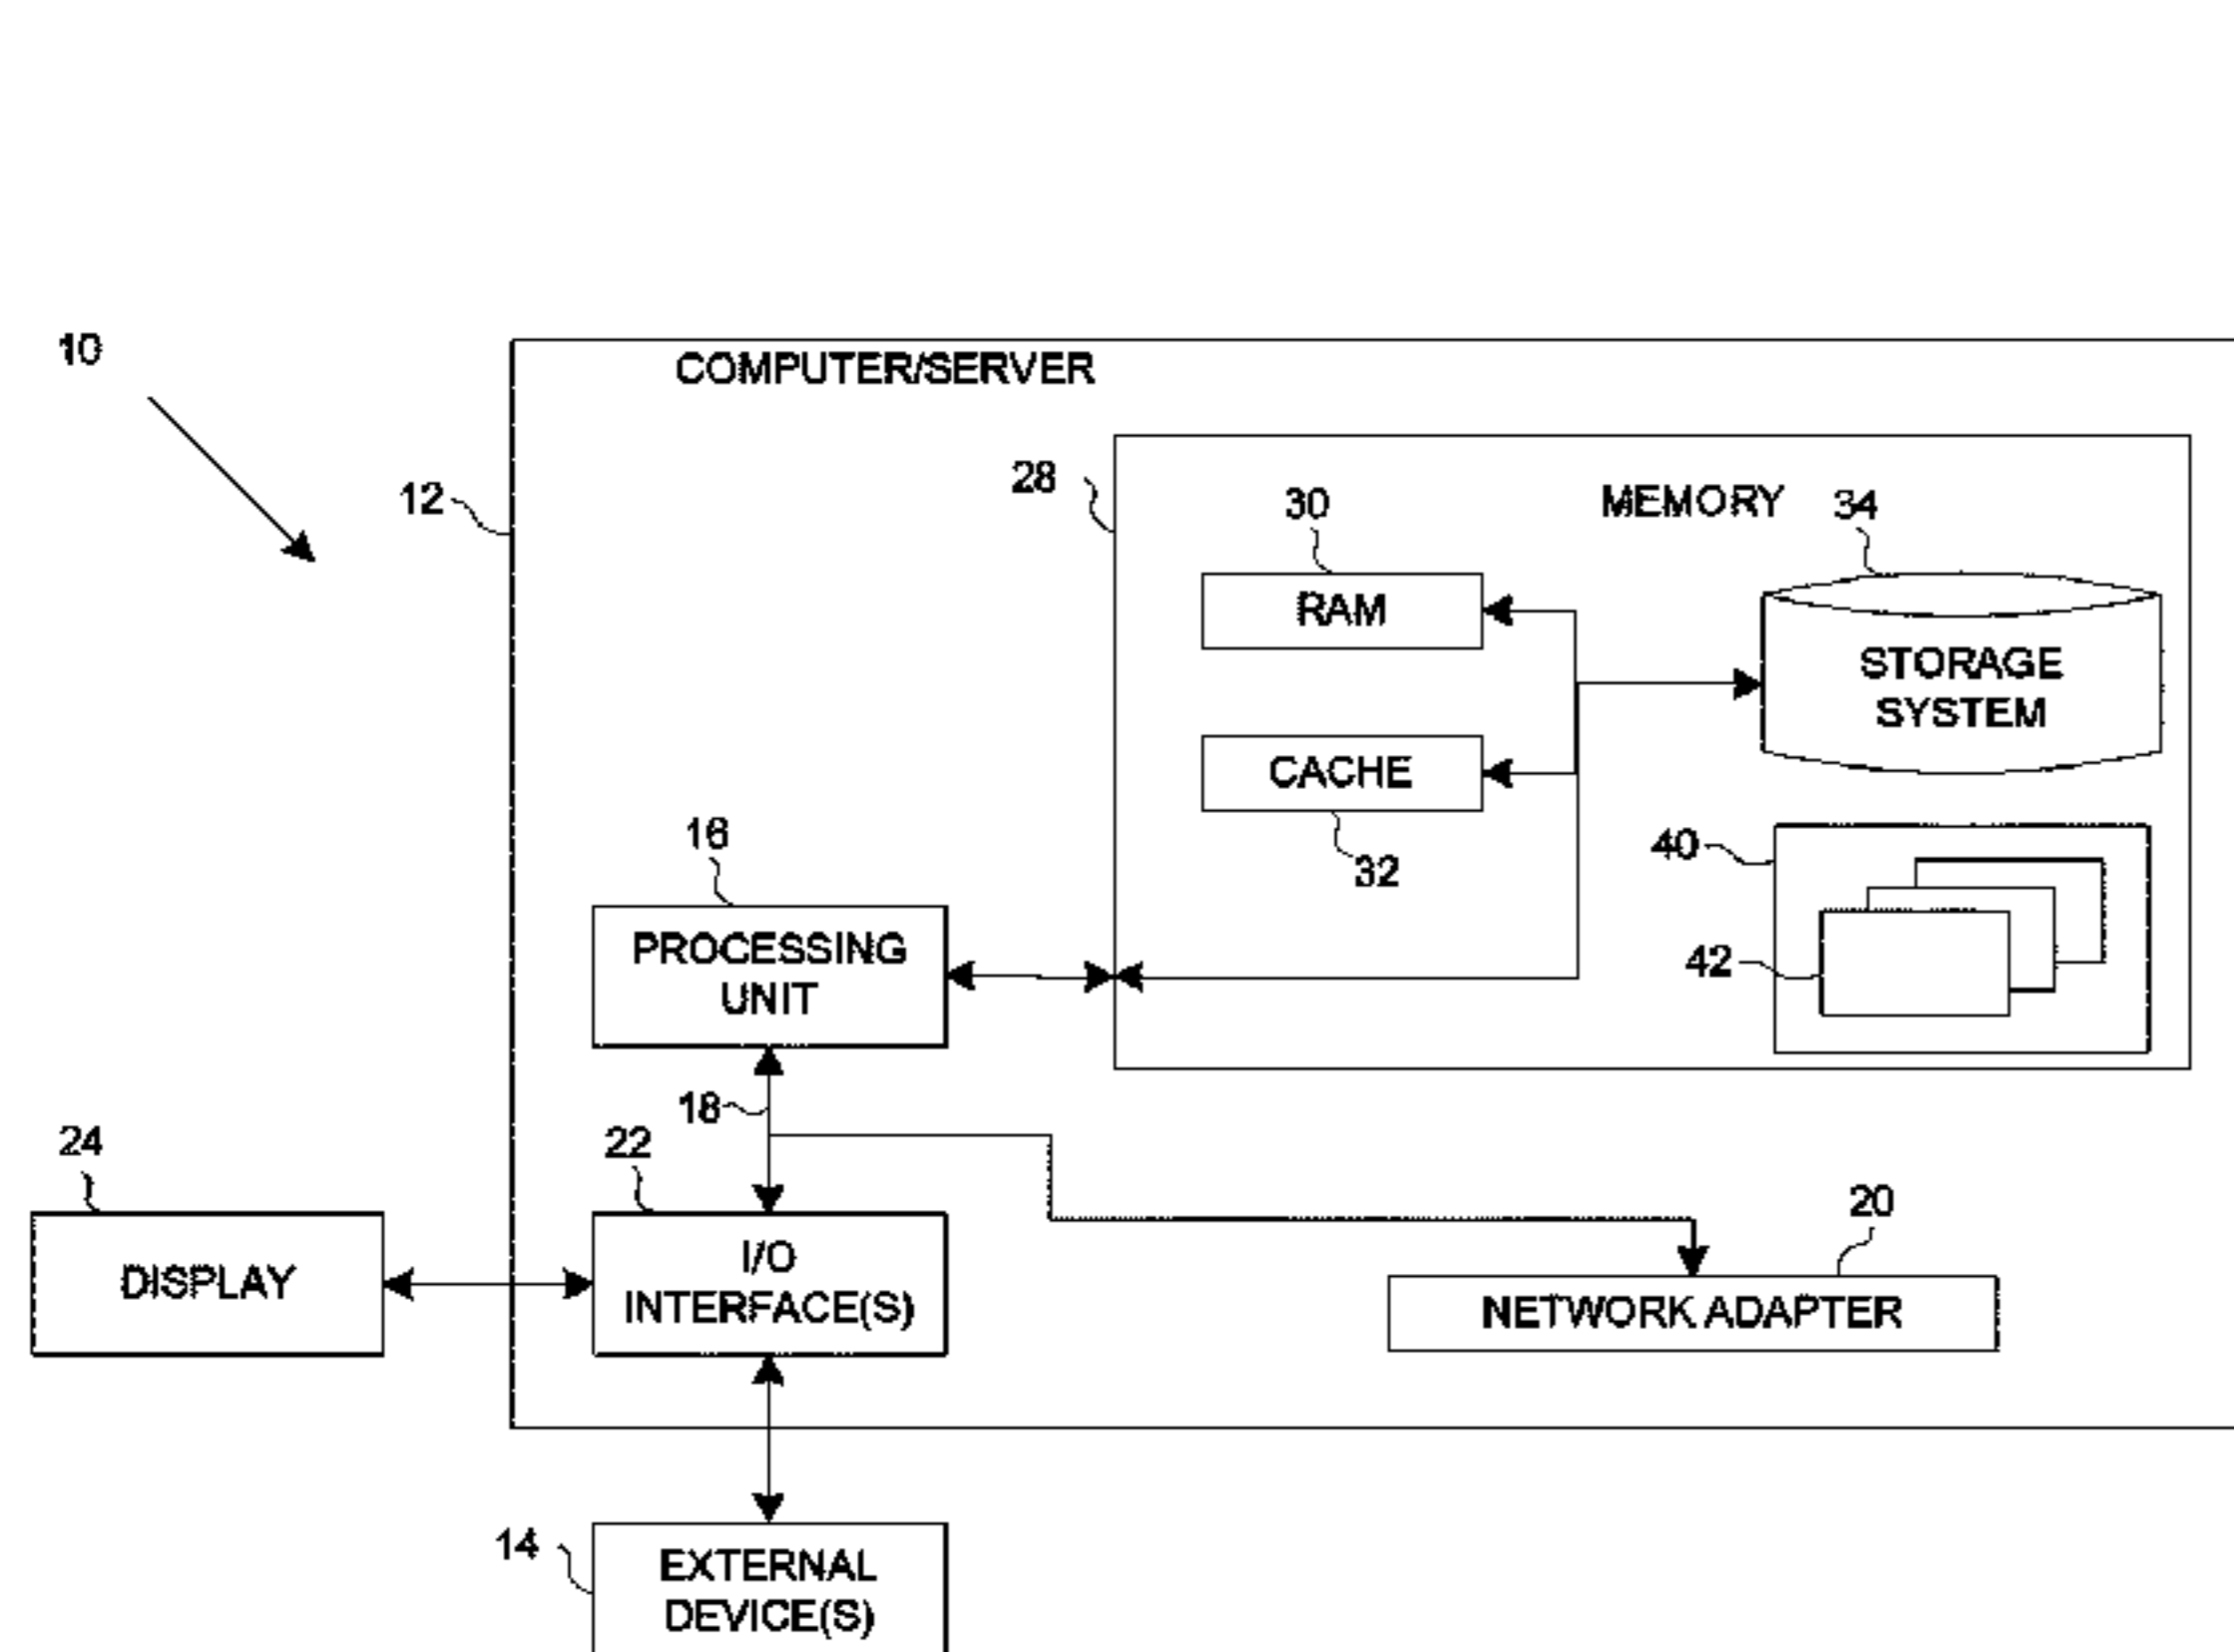 10
COMPUTER/SERVER
12
28
30
MEMORY
34
RAM
STORAGE
SYSTEM
CACHE
32
16
40
PROCESSING
UNIT
42
18
24
22
20
DISPLAY
I/O
INTERFACE(S)
NETWORK ADAPTER
14
EXTERNAL
DEVICE(S)